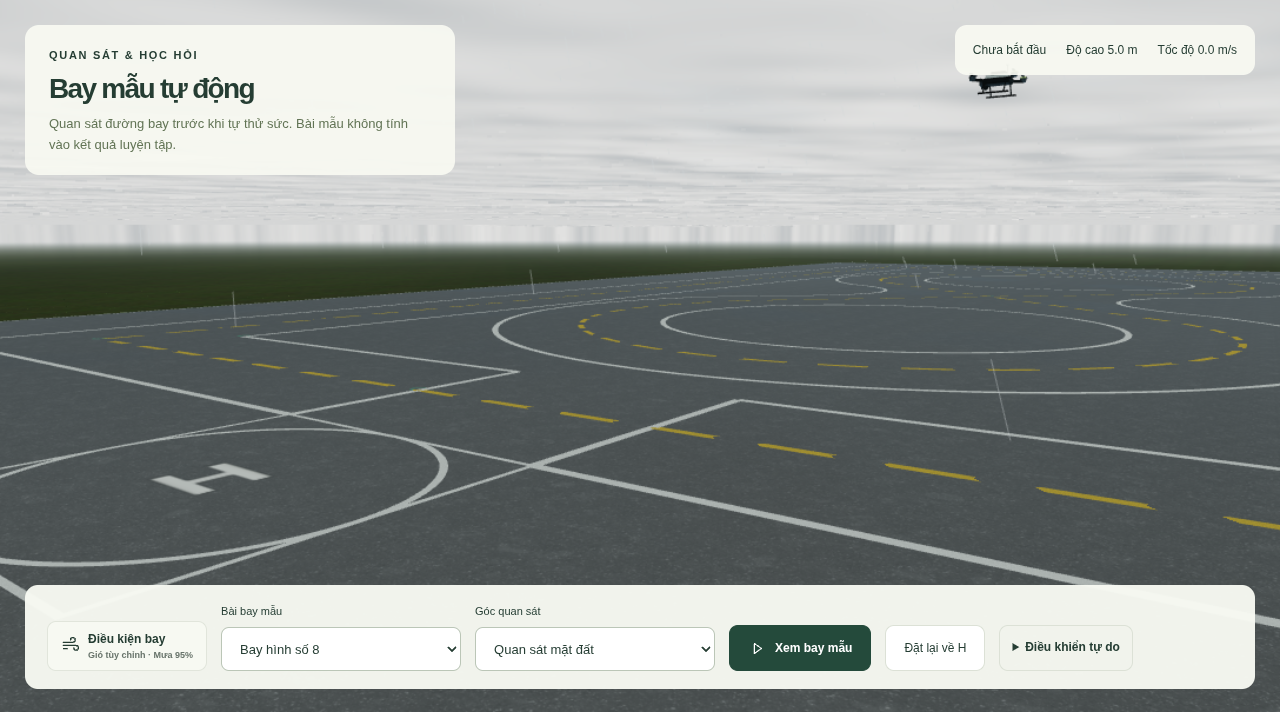 QUAN SÁT & HỌC HỎI
Bay mẫu tự động
Quan sát đường bay trước khi tự thử sức. Bài mẫu không tính
vào kết quả luyện tập.
Chưa bắt đầu Độ cao 5.0 m Tốc độ 0.0 m/s
H
Điều kiện bay
Gió tùy chỉnh · Mưa 95%
Bài bay mẫu
Bay hình số 8
Góc quan sát
Quan sát mặt đất
Xem bay mẫu
Đặt lại về H
Điều khiển tự do